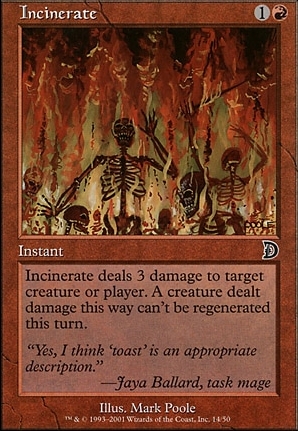 Incinerate 1
Instant
Incinerate deals 3 damage to target
creature or player. A creature dealt
damage this way can't be regenerated
this turn.
"Yes, I think 'toast' is an appropriate
description."
—Jaya Ballard, task mage
Illus. Mark Poole
™ & © 1993–2001 Wizards of the Coast, Inc. 14/50